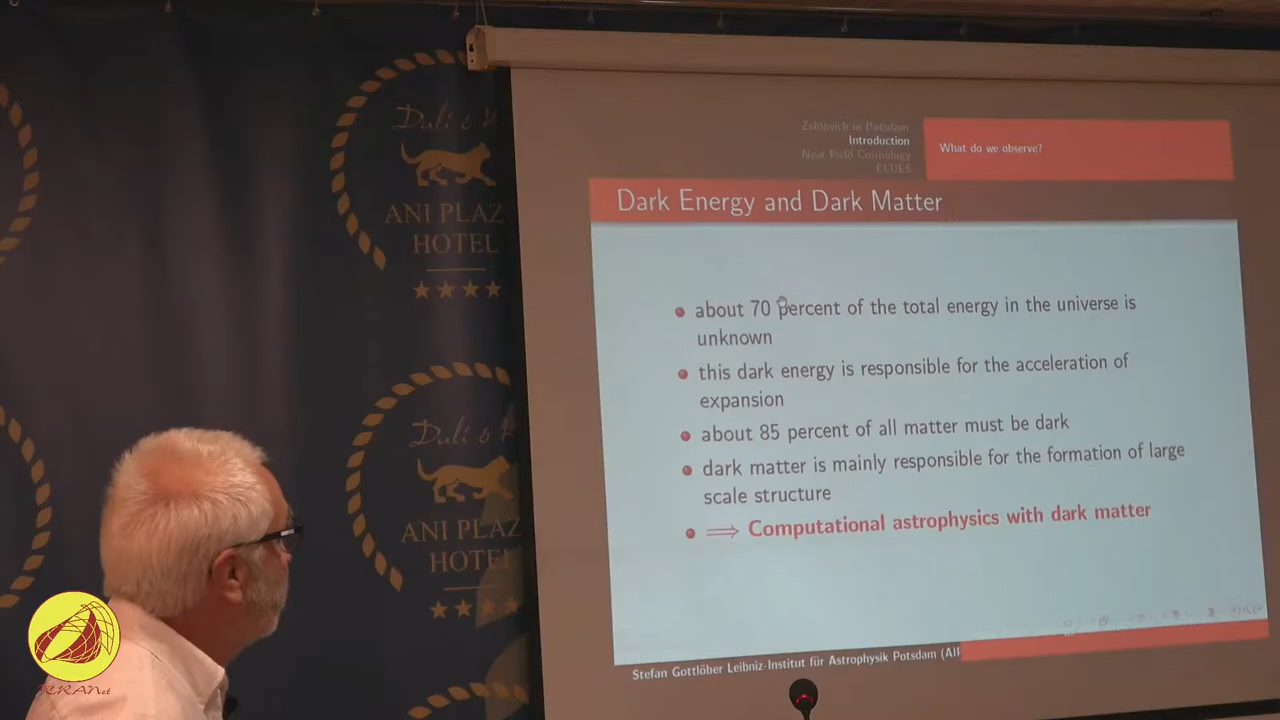 Dalí &
ANI PLAZ
HOTEL
Dalí &
ANI PLAZ
HOTEL
Zeldovich in Potsdam
Introduction
Near Field Cosmology
CLUES
What do we observe?
Dark Energy and Dark Matter
about 70 percent of the total energy in the universe is
unknown
this dark energy is responsible for the acceleration of
expansion
about 85 percent of all matter must be dark
dark matter is mainly responsible for the formation of large
scale structure
⟹ Computational astrophysics with dark matter
Stefan Gottlöber Leibniz-Institut für Astrophysik Potsdam (AIP
ICRANet